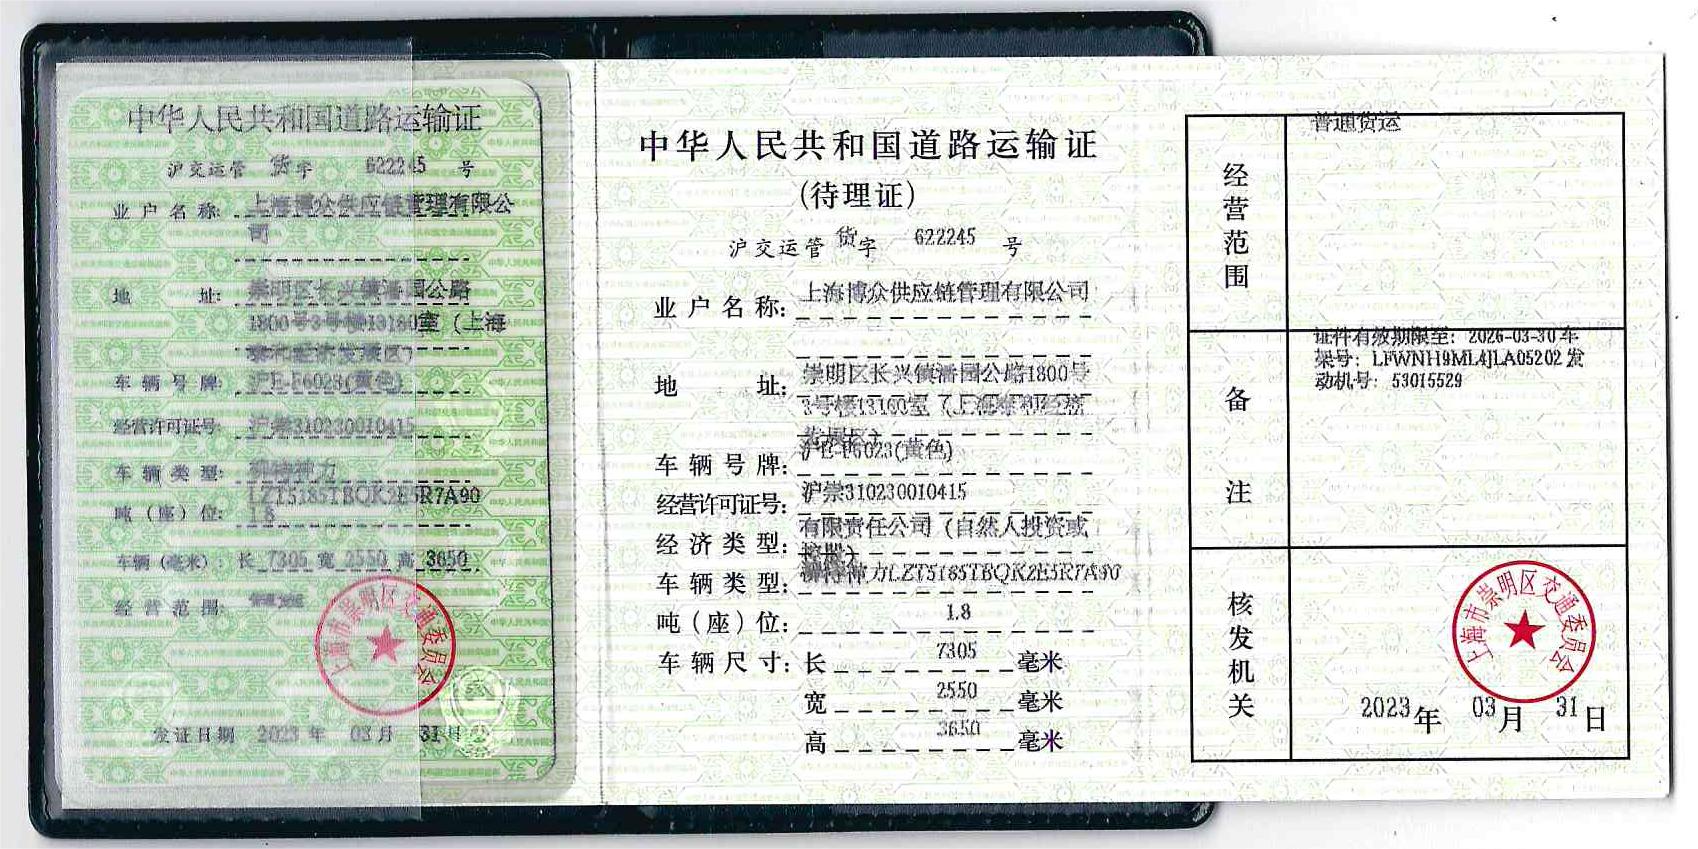 中华人民共和国道路运输证
沪交运管 货字 622245 号
业户名称: 上海博众供应链管理有限公
司
地 址: 崇明区长兴镇潘园公路
1800号3号楼13160室（上海
泰和经济发展区）
车辆号牌: 沪E-F6023(黄色)
经营许可证号: 沪崇310230010415
车辆类型:
LZT5185TBQK2E5R7A90
吨（座）位: 1.8
车辆（毫米）: 长 7305 宽 2550 高 3650
经营范围: 普通货运
上海市崇明区交通委员会
发证日期 2023 年 03 月 31 日
中华人民共和国道路运输证
(待理证)
沪交运管 货字 622245 号
业户名称: 上海博众供应链管理有限公司
地 址: 崇明区长兴镇潘园公路1800号
3号楼13160室（上海泰和经济
发展区）
车辆号牌: 沪E-F6023(黄色)
经营许可证号: 沪崇310230010415
经济类型: 有限责任公司（自然人投资或
控股）
车辆类型: LZT5185TBQK2E5R7A90
吨（座）位: 1.8
车辆尺寸: 长 7305 毫米
宽 2550 毫米
高 3650 毫米
经营范围
普通货运
备注
证件有效期限至: 2026-03-30 车
架号: LFWNH9ML4JLA05202 发
动机号: 53015529
核发机关
上海市崇明区交通委员会
2023 年 03 月 31 日